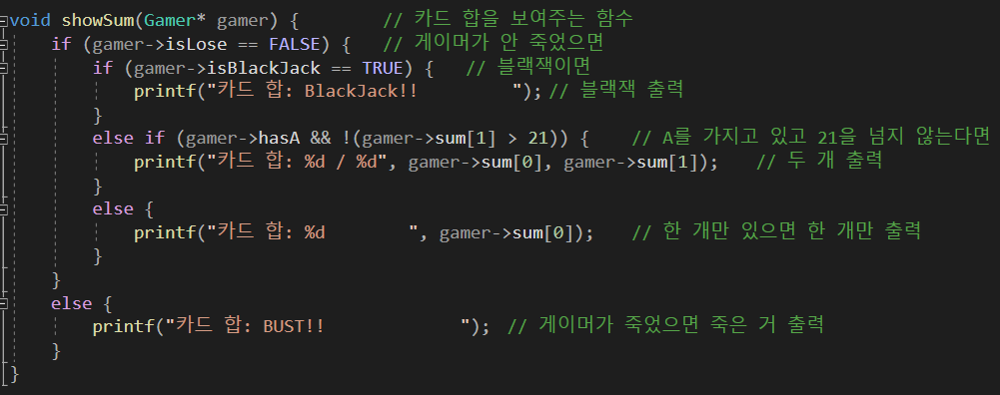 void showSum(Gamer* gamer) {        // 카드 합을 보여주는 함수
    if (gamer->isLose == FALSE) {   // 게이머가 안 죽었으면
        if (gamer->isBlackJack == TRUE) {   // 블랙잭이면
            printf("카드 합: BlackJack!!         "); // 블랙잭 출력
        }
        else if (gamer->hasA && !(gamer->sum[1] > 21)) {    // A를 가지고 있고 21을 넘지 않는다면
            printf("카드 합: %d / %d", gamer->sum[0], gamer->sum[1]);    // 두 개 출력
        }
        else {
            printf("카드 합: %d        ", gamer->sum[0]);    // 한 개만 있으면 한 개만 출력
        }
    }
    else {
        printf("카드 합: BUST!!             ");  // 게이머가 죽었으면 죽은 거 출력
    }
}